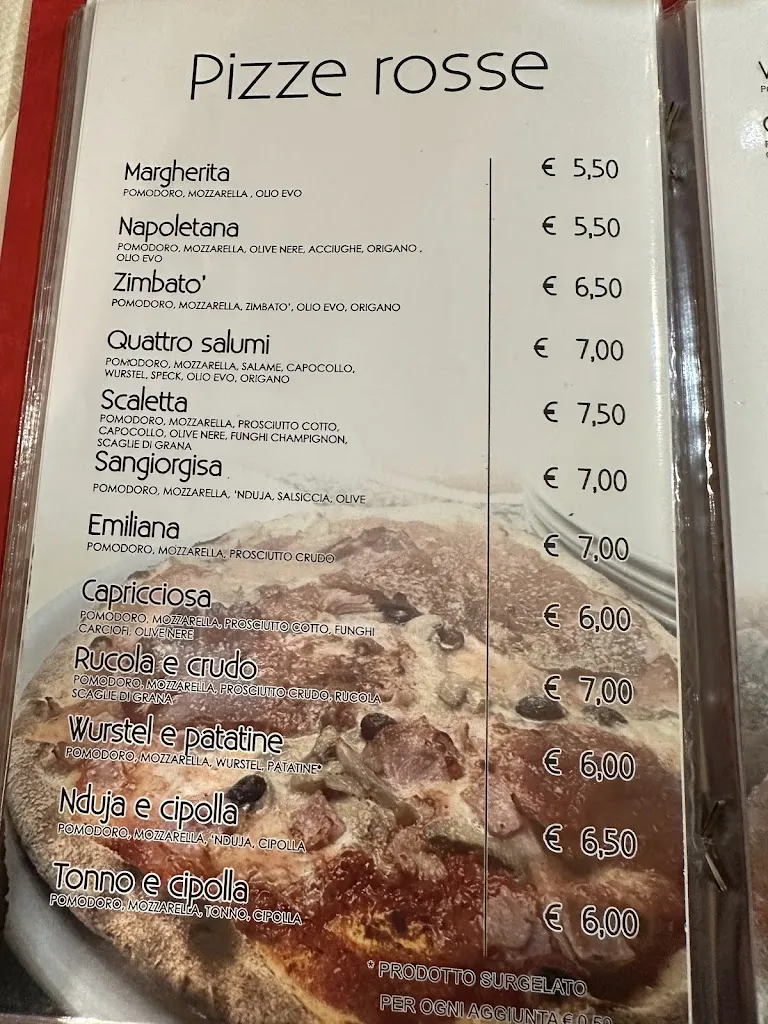 Pizze rosse
Margherita € 5,50
POMODORO, MOZZARELLA , OLIO EVO
Napoletana € 5,50
POMODORO, MOZZARELLA, OLIVE NERE, ACCIUGHE, ORIGANO ,
OLIO EVO
Zimbato' € 6,50
POMODORO, MOZZARELLA, ZIMBATO', OLIO EVO, ORIGANO
Quattro salumi € 7,00
POMODORO, MOZZARELLA, SALAME, CAPOCOLLO,
WURSTEL, SPECK, OLIO EVO, ORIGANO
Scaletta € 7,50
POMODORO, MOZZARELLA, PROSCIUTTO COTTO,
CAPOCOLLO, OLIVE NERE, FUNGHI CHAMPIGNON,
SCAGLIE DI GRANA
Sangiorgisa € 7,00
POMODORO, MOZZARELLA, 'NDUJA, SALSICCIA, OLIVE
Emiliana € 7,00
POMODORO, MOZZARELLA, PROSCIUTTO CRUDO
Capricciosa € 6,00
POMODORO, MOZZARELLA, PROSCIUTTO COTTO, FUNGHI
CARCIOFI, OLIVE NERE
Rucola e crudo € 7,00
POMODORO, MOZZARELLA, PROSCIUTTO CRUDO, RUCOLA
SCAGLIE DI GRANA
Wurstel e patatine € 6,00
POMODORO, MOZZARELLA, WURSTEL, PATATINE*
Nduja e cipolla € 6,50
POMODORO, MOZZARELLA, 'NDUJA, CIPOLLA
Tonno e cipolla € 6,00
POMODORO, MOZZARELLA, TONNO, CIPOLLA
* PRODOTTO SURGELATO
PER OGNI AGGIUNTA € 0,50